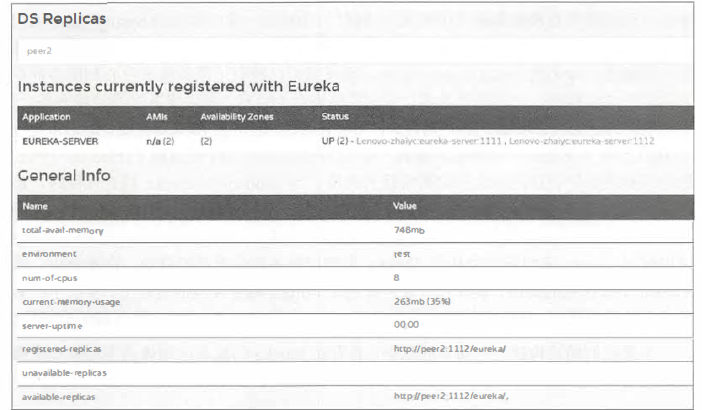 DS Replicas
peer2
Instances currently registered with Eureka
Application AMIs Availability Zones Status
EUREKA-SERVER n/a (2) (2) UP (2) - Lenovo-zhaiyc:eureka-server:1111 , Lenovo-zhaiyc:eureka-server:1112
General Info
Name Value
total-avail-memory 748mb
environment test
num-of-cpus 8
current-memory-usage 263mb (35%)
server-uptime 00:00
registered-replicas http://peer2:1112/eureka/
unavailable-replicas
available-replicas http://peer2:1112/eureka/,